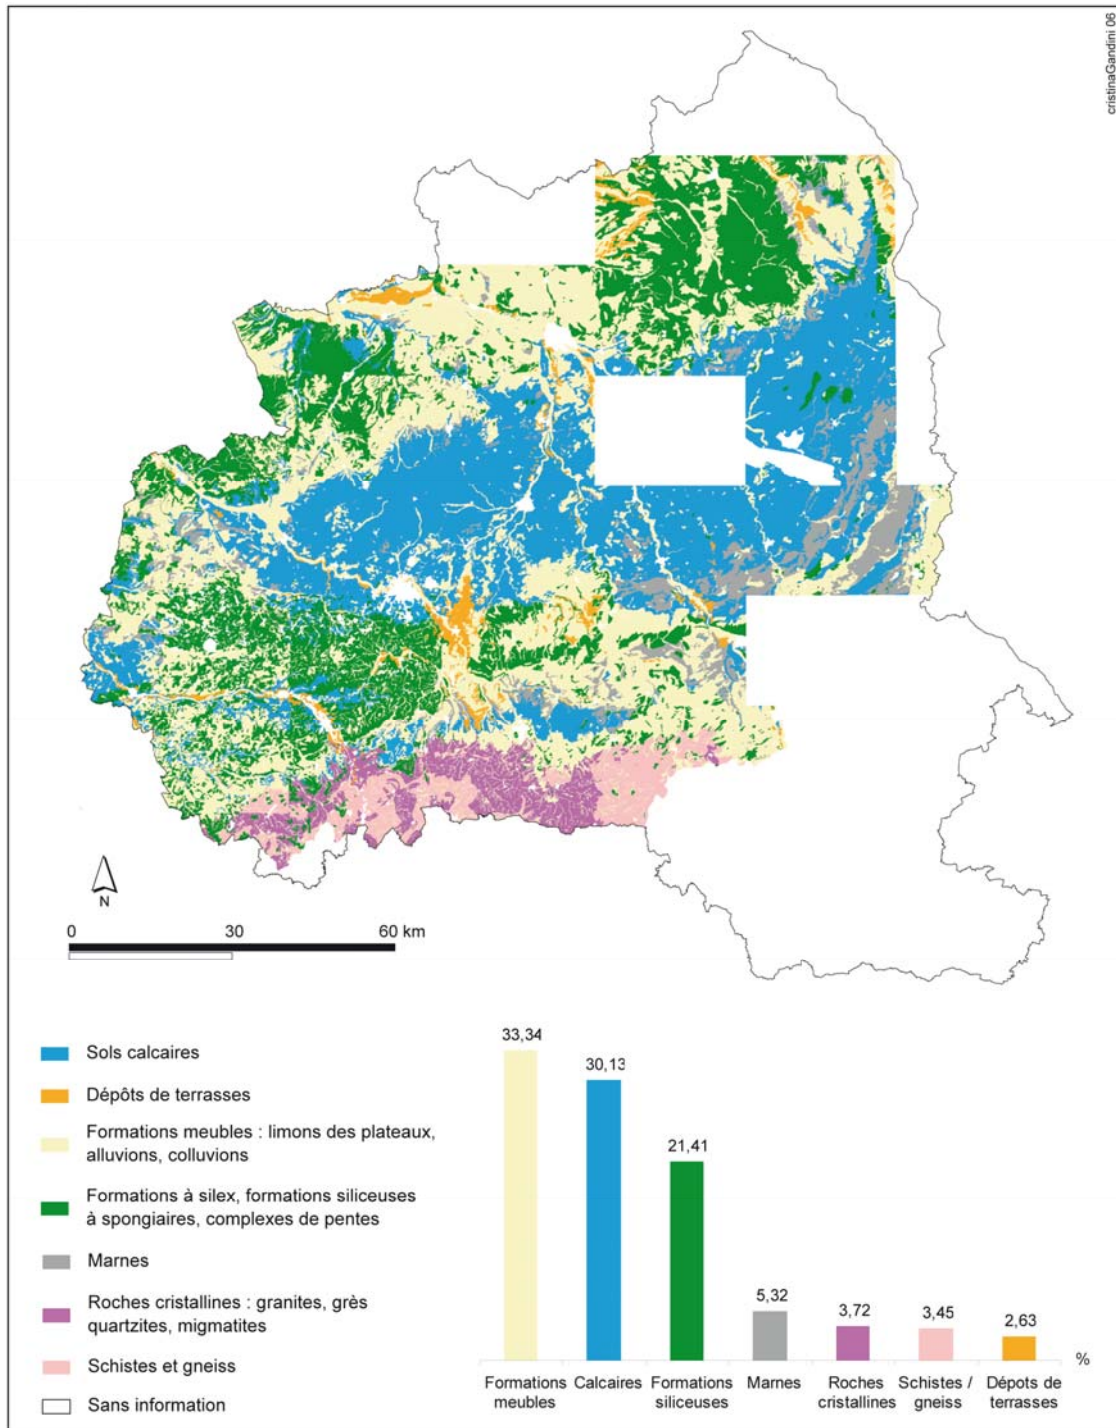 cristinaGandini 06
N
0 30 60 km
Sols calcaires
Dépôts de terrasses
Formations meubles : limons des plateaux,
alluvions, colluvions
Formations à silex, formations siliceuses
à spongiaires, complexes de pentes
Marnes
Roches cristallines : granites, grès
quartzites, migmatites
Schistes et gneiss
Sans information
33,34
30,13
21,41
5,32
3,72
3,45
2,63
%
Formations
meubles
Calcaires
Formations
siliceuses
Marnes
Roches
cristallines
Schistes /
gneiss
Dépots de
terrasses